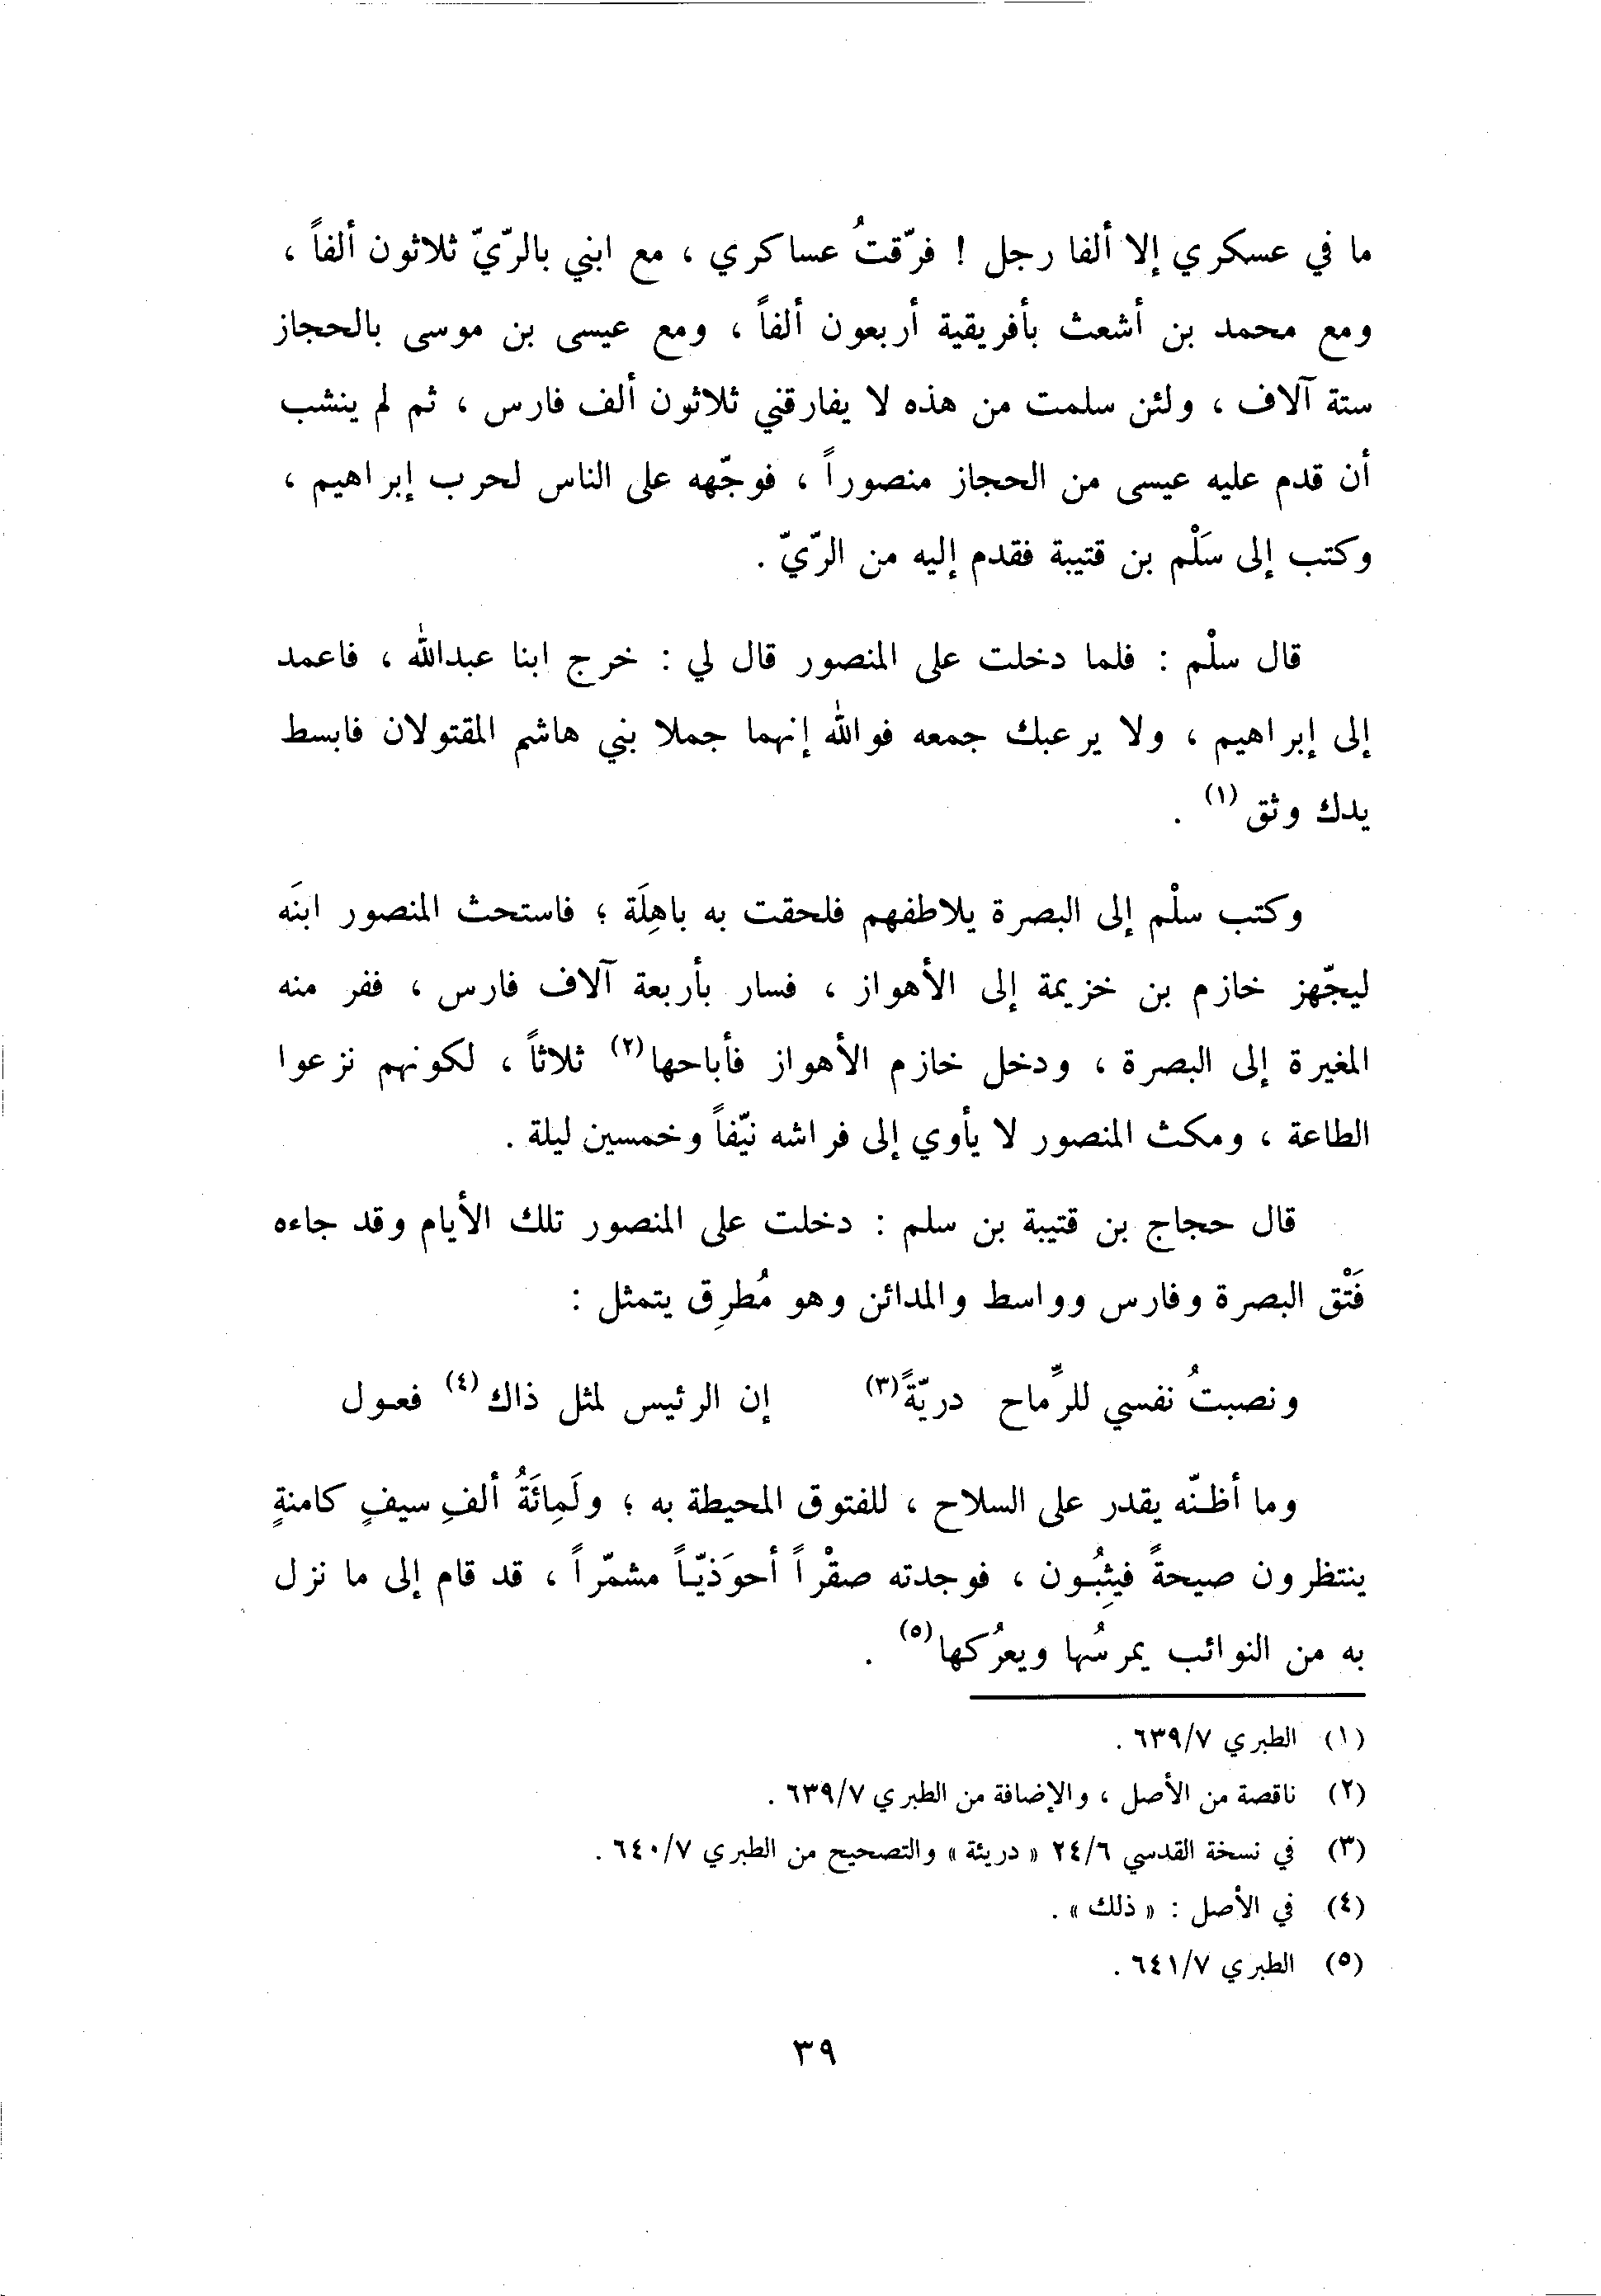 ما في عسكري إلا ألفا رجل ! فرّقتُ عساكري ، مع ابني بالرّيّ ثلاثون ألفاً ،
ومع محمد بن أشعث بأفريقية أربعون ألفاً ، ومع عيسى بن موسى بالحجاز
ستة آلاف ، ولئن سلمت من هذه لا يفارقني ثلاثون ألف فارس ، ثم لم ينشب
أن قدم عليه عيسى من الحجاز منصوراً ، فوجّهه على الناس لحرب إبراهيم ،
وكتب إلى سَلْم بن قتيبة فقدم إليه من الرّيّ .
قال سلْم : فلما دخلت على المنصور قال لي : خرج ابنا عبدالله ، فاعمد
إلى إبراهيم ، ولا يرعبك جمعه فوالله إنهما جملا بني هاشم المقتولان فابسط
يدك وثق (١) .
وكتب سلْم إلى البصرة يلاطفهم فلحقت به باهِلَة ؛ فاستحث المنصور ابنَه
ليجّهز خازم بن خزيمة إلى الأهواز ، فسار بأربعة آلاف فارس ، ففر منه
المغيرة إلى البصرة ، ودخل خازم الأهواز فأباحها(٢) ثلاثاً ، لكونهم نزعوا
الطاعة ، ومكث المنصور لا يأوي إلى فراشه نيّفاً وخمسين ليلة .
قال حجاج بن قتيبة بن سلم : دخلت على المنصور تلك الأيام وقد جاءه
فَتْق البصرة وفارس وواسط والمدائن وهو مُطرِق يتمثل :
ونصبتُ نفسي للرِّماح دريّةً(٣) إن الرئيس لمثل ذاك(٤) فعول
وما أظنّه يقدر على السلاح ، للفتوق المحيطة به ؛ ولَمِائَةُ ألفِ سيفٍ كامنةٍ
ينتظرون صيحةً فيثِبُون ، فوجدته صقْراً أحوَذيّاً مشمّراً ، قد قام إلى ما نزل
به من النوائب يمرسُها ويعرُكها(٥) .
(١) الطبري ٦٣٩/٧ .
(٢) ناقصة من الأصل ، والإضافة من الطبري ٦٣٩/٧ .
(٣) في نسخة القدسي ٢٤/٦ « دريئة » والتصحيح من الطبري ٦٤٠/٧ .
(٤) في الأصل : « ذلك » .
(٥) الطبري ٦٤١/٧ .
٣٩